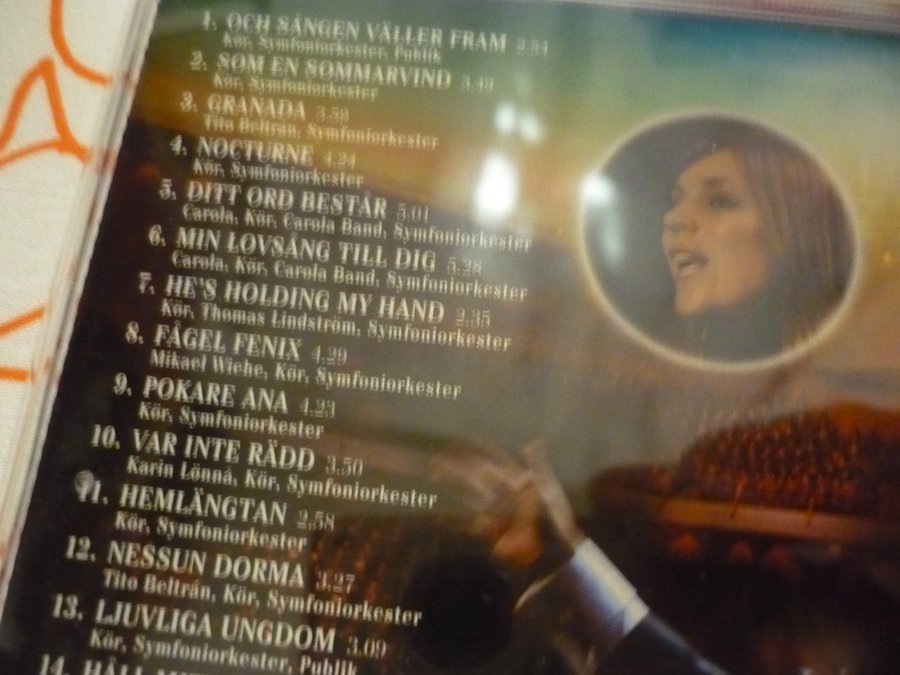 1. OCH SÅNGEN VÄLLER FRAM 2.51
Kör, Symfoniorkester, Publik
2. SOM EN SOMMARVIND 3.49
Kör, Symfoniorkester
3. GRANADA 3.59
Tito Beltrán, Symfoniorkester
4. NOCTURNE 4.24
Kör, Symfoniorkester
5. DITT ORD BESTÅR 5.01
Carola, Kör, Carola Band, Symfoniorkester
6. MIN LOVSÅNG TILL DIG 5.28
Carola, Kör, Carola Band, Symfoniorkester
7. HE'S HOLDING MY HAND 2.35
Kör, Thomas Lindström, Symfoniorkester
8. FÅGEL FENIX 4.29
Mikael Wiehe, Kör, Symfoniorkester
9. POKARE ANA 4.23
Kör, Symfoniorkester
10. VAR INTE RÄDD 3.50
Karin Lönnå, Kör, Symfoniorkester
11. HEMLÄNGTAN 2.58
Kör, Symfoniorkester
12. NESSUN DORMA 3.27
Tito Beltrán, Kör, Symfoniorkester
13. LJUVLIGA UNGDOM 3.09
Kör, Symfoniorkester, Publik
14.